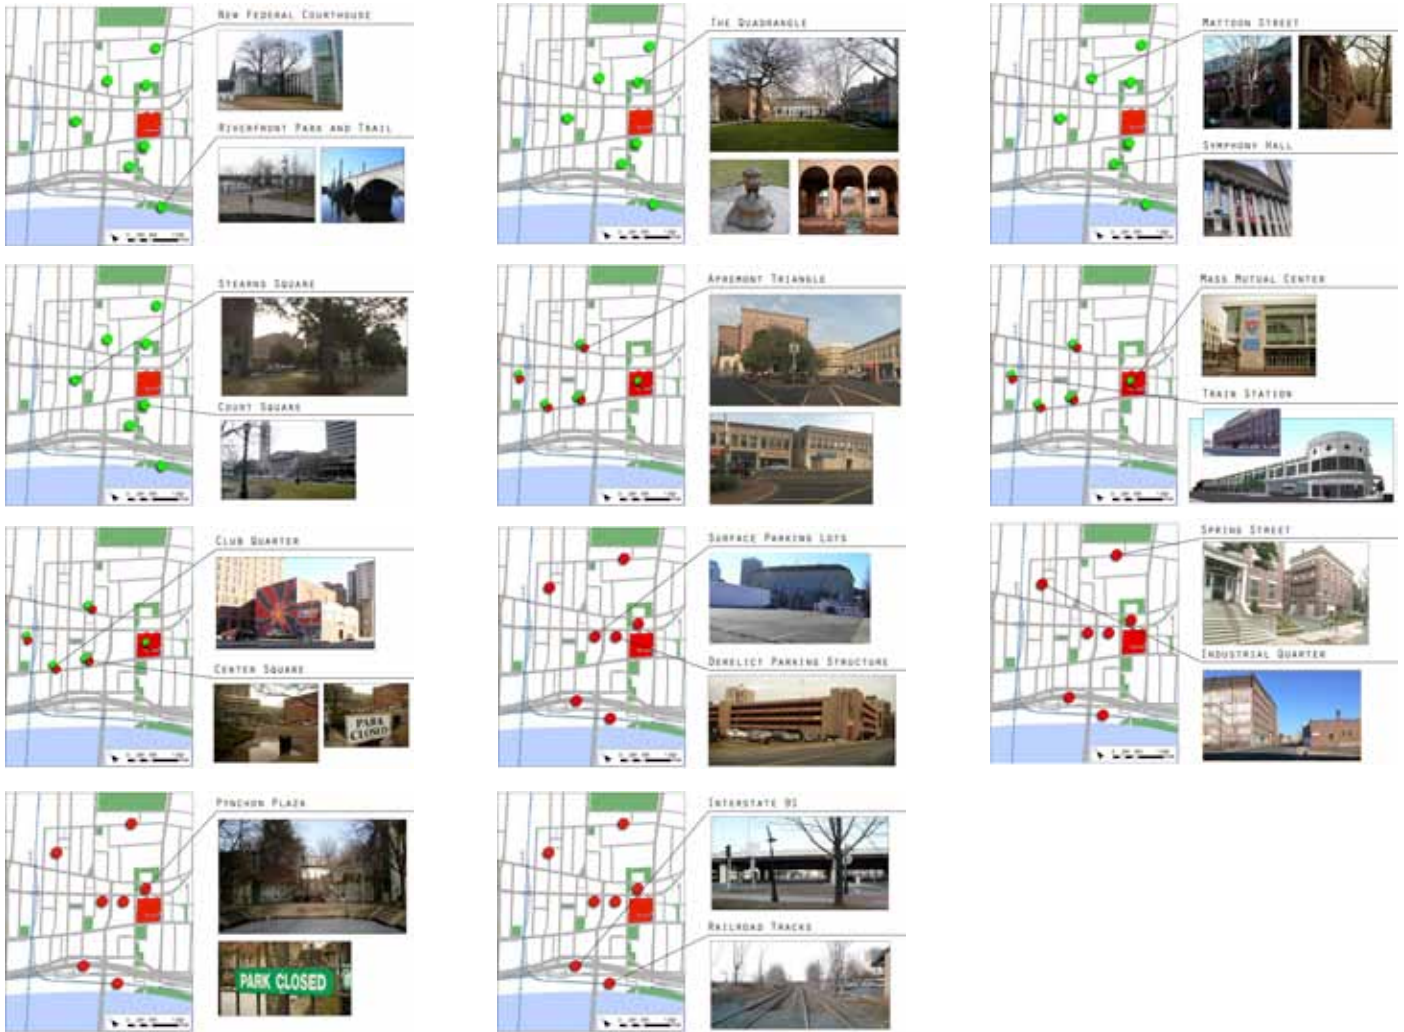 New Federal Courthouse
Riverfront Park and Trail
The Quadrangle
Mattoon Street
Symphony Hall
Stearns Square
Court Square
Apremont Triangle
Mass Mutual Center
Train Station
Club Quarter
Center Square
PARK
CLOSED
Surface Parking Lots
Derelict Parking Structure
Spring Street
Industrial Quarter
Pynchon Plaza
PARK CLOSED
Interstate 91
Railroad Tracks